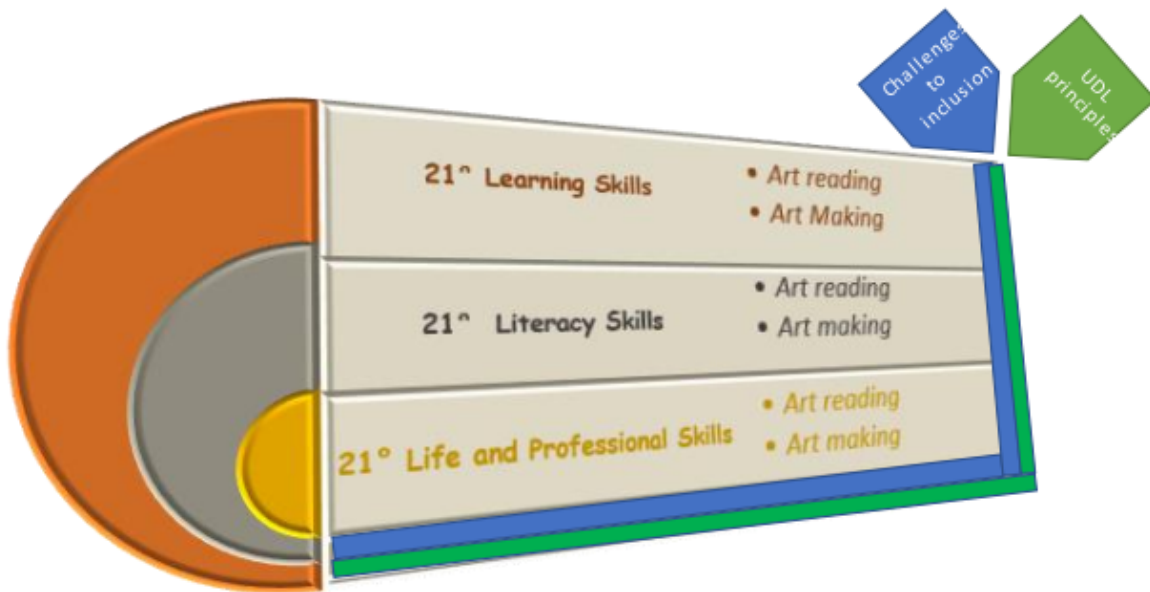 Challenges
to
inclusion
UDL
principles
21^ Learning Skills
• Art reading
• Art Making
21^ Literacy Skills
• Art reading
• Art making
21° Life and Professional Skills
• Art reading
• Art making